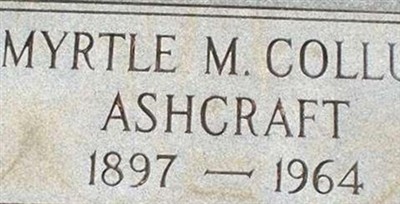 MYRTLE M. COLLU
ASHCRAFT
1897 — 1964